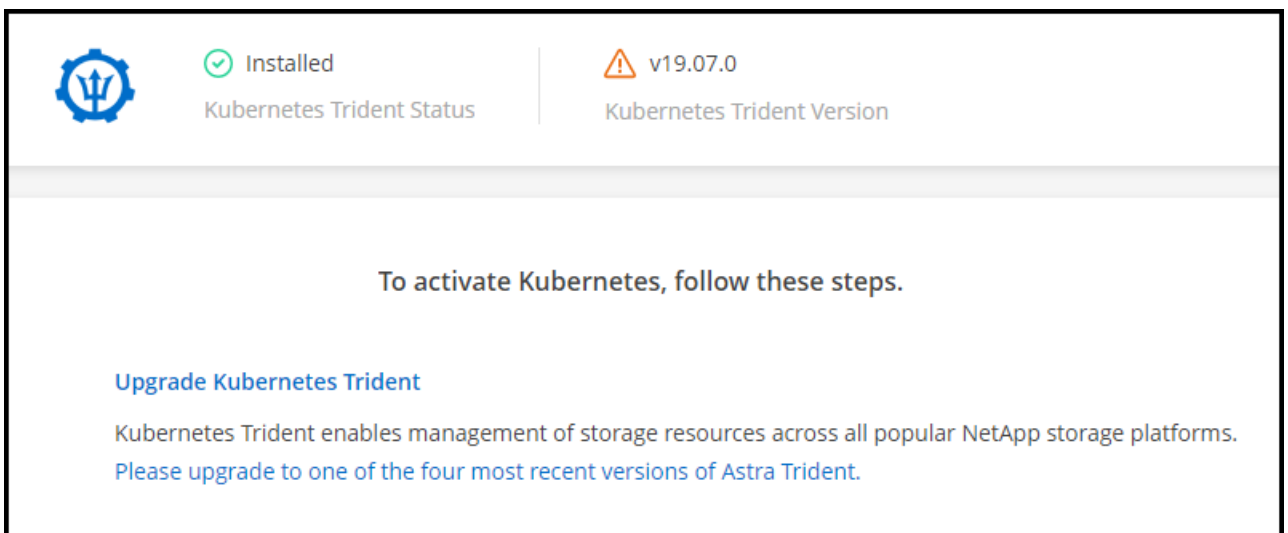 Installed
Kubernetes Trident Status
v19.07.0
Kubernetes Trident Version
To activate Kubernetes, follow these steps.
Upgrade Kubernetes Trident
Kubernetes Trident enables management of storage resources across all popular NetApp storage platforms.
Please upgrade to one of the four most recent versions of Astra Trident.